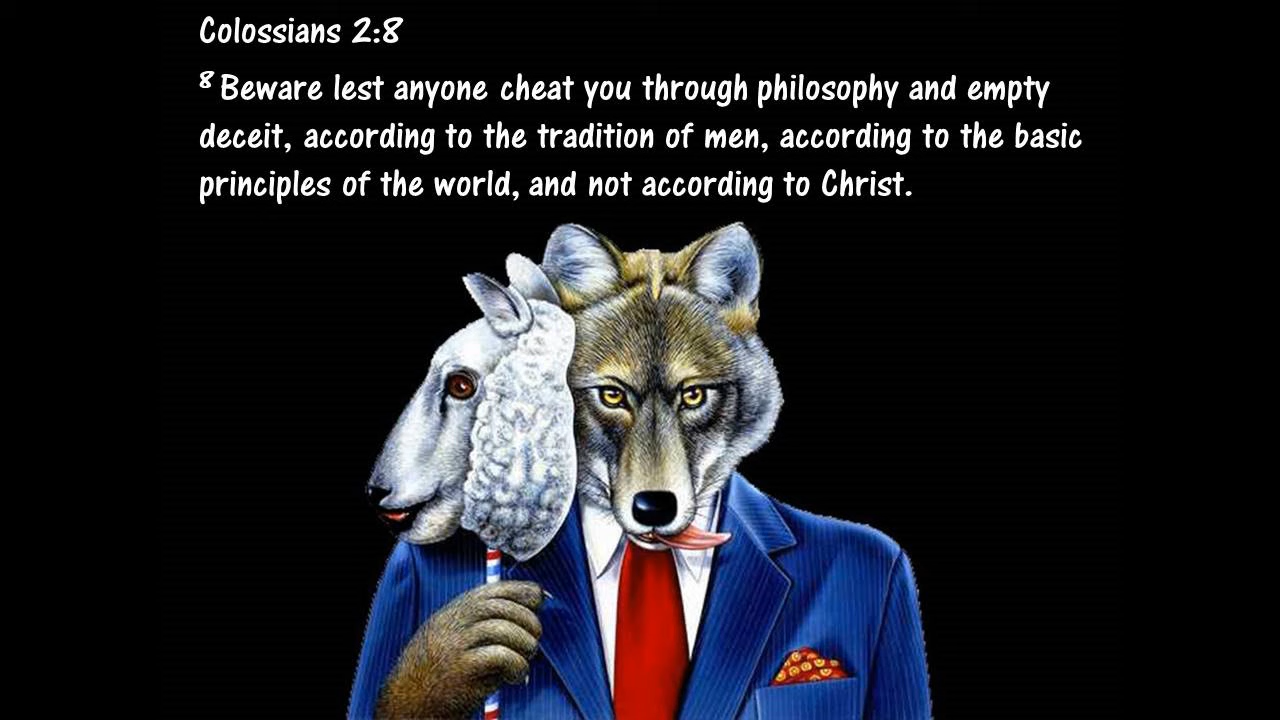 Colossians 2:8
8 Beware lest anyone cheat you through philosophy and empty
deceit, according to the tradition of men, according to the basic
principles of the world, and not according to Christ.